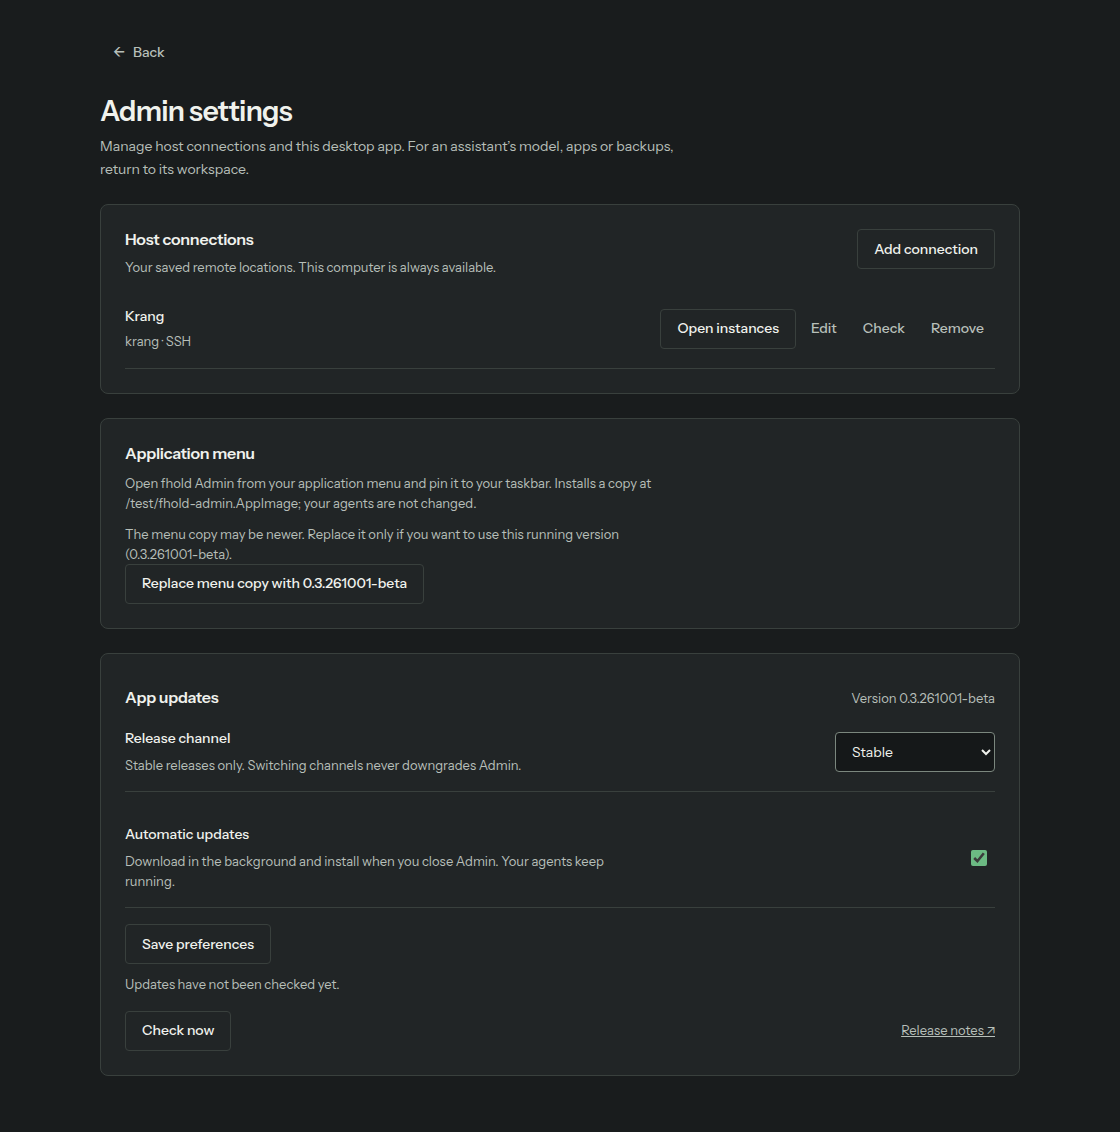 ← Back
Admin settings
Manage host connections and this desktop app. For an assistant's model, apps or backups,
return to its workspace.
Host connections
Your saved remote locations. This computer is always available.
Add connection
Krang
krang · SSH
Open instances
Edit
Check
Remove
Application menu
Open fhold Admin from your application menu and pin it to your taskbar. Installs a copy at
/test/fhold-admin.AppImage; your agents are not changed.
The menu copy may be newer. Replace it only if you want to use this running version
(0.3.261001-beta).
Replace menu copy with 0.3.261001-beta
App updates
Version 0.3.261001-beta
Release channel
Stable releases only. Switching channels never downgrades Admin.
Stable
Automatic updates
Download in the background and install when you close Admin. Your agents keep
running.
Save preferences
Updates have not been checked yet.
Check now
Release notes ↗